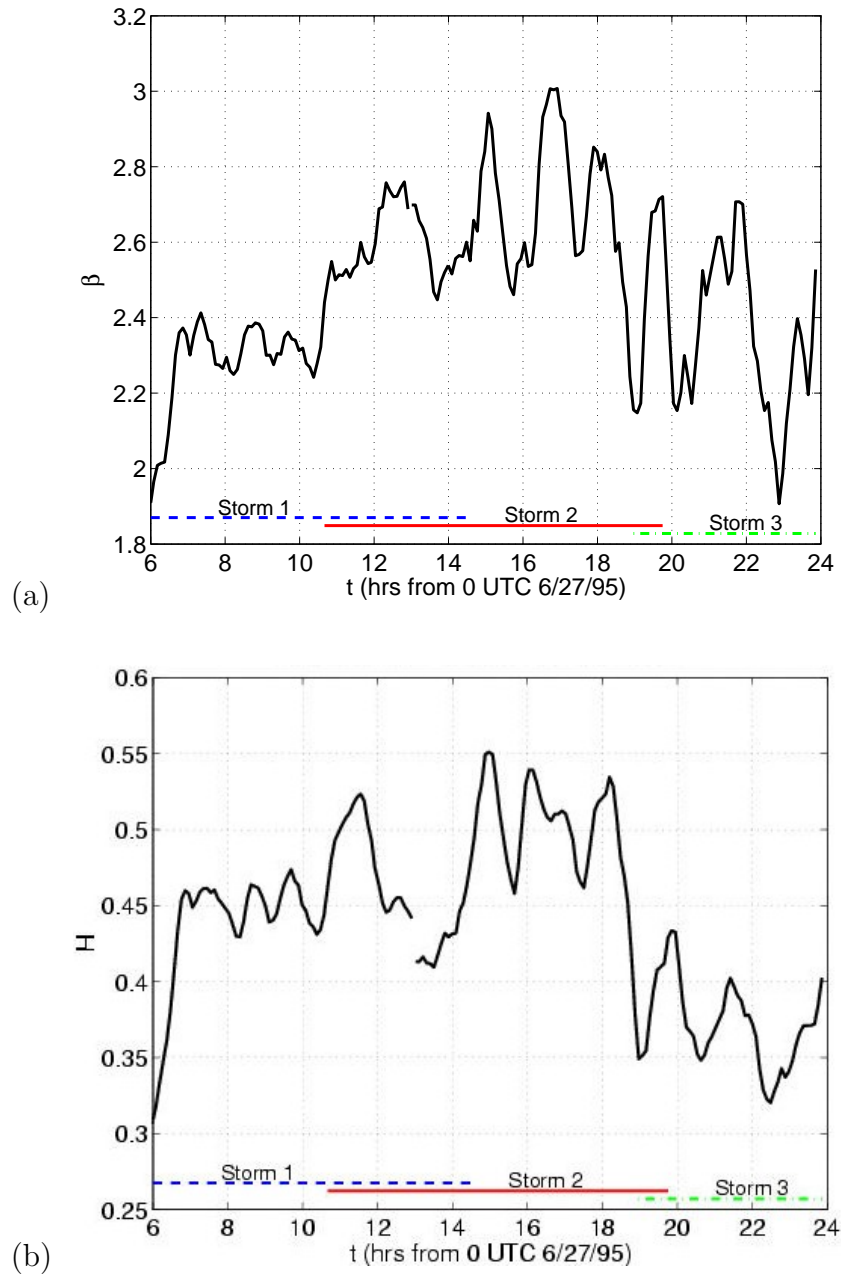 3.2
3
2.8
2.6
2.4
2.2
2
1.8
β
Storm 1
Storm 2
Storm 3
6 8 10 12 14 16 18 20 22 24
t (hrs from 0 UTC 6/27/95)
(a)
0.6
0.55
0.5
0.45
0.4
0.35
0.3
0.25
H
Storm 1
Storm 2
Storm 3
6 8 10 12 14 16 18 20 22 24
t (hrs from 0 UTC 6/27/95)
(b)